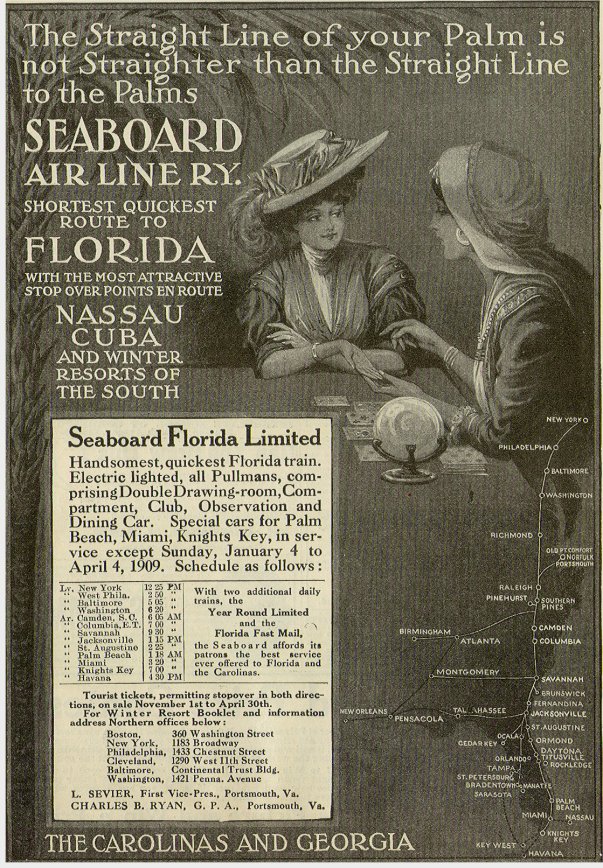 The Straight Line of your Palm is
not Straighter than the Straight Line
to the Palms
SEABOARD
AIR LINE RY.
SHORTEST QUICKEST
ROUTE TO
FLORIDA
WITH THE MOST ATTRACTIVE
STOP OVER POINTS EN ROUTE
NASSAU
CUBA
AND WINTER
RESORTS OF
THE SOUTH
Seaboard Florida Limited
Handsomest, quickest Florida train.
Electric lighted, all Pullmans, com-
prising Double Drawing-room, Com-
partment, Club, Observation and
Dining Car. Special cars for Palm
Beach, Miami, Knights Key, in ser-
vice except Sunday, January 4 to
April 4, 1909. Schedule as follows:
Lv. New York 12 25 PM
" West Phila. 2 50 "
" Baltimore 5 05 "
" Washington 6 20 "
Ar. Camden, S.C. 6 05 AM
" Columbia, E.T. 7 00 "
" Savannah 9 30 "
" Jacksonville 1 15 PM
" St. Augustine 2 25 "
" Palm Beach 1 18 AM
" Miami 3 20 "
" Knights Key 7 00 "
" Havana 4 30 PM
With two additional daily
trains, the
Year Round Limited
and the
Florida Fast Mail,
the Seaboard affords its
patrons the best service
ever offered to Florida and
the Carolinas.
Tourist tickets, permitting stopover in both direc-
tions, on sale November 1st to April 30th.
For Winter Resort Booklet and information
address Northern offices below:
Boston, 360 Washington Street
New York, 1183 Broadway
Philadelphia, 1433 Chestnut Street
Cleveland, 1290 West 11th Street
Baltimore, Continental Trust Bldg.
Washington, 1421 Penna. Avenue
L. SEVIER, First Vice-Pres., Portsmouth, Va.
CHARLES B. RYAN, G. P. A., Portsmouth, Va.
THE CAROLINAS AND GEORGIA
NEW YORK
PHILADELPHIA
BALTIMORE
WASHINGTON
RICHMOND
OLD PT. COMFORT
NORFOLK
PORTSMOUTH
RALEIGH
PINEHURST
SOUTHERN
PINES
CAMDEN
COLUMBIA
BIRMINGHAM
ATLANTA
MONTGOMERY
SAVANNAH
BRUNSWICK
FERNANDINA
NEW ORLEANS
PENSACOLA
TALLAHASSEE
JACKSONVILLE
ST. AUGUSTINE
OCALA
CEDAR KEY
ORMOND
DAYTONA
TITUSVILLE
ROCKLEDGE
ORLANDO
TAMPA
ST. PETERSBURG
BRADENTOWN
MANATEE
SARASOTA
PALM
BEACH
MIAMI
NASSAU
KNIGHTS
KEY
KEY WEST
HAVANA